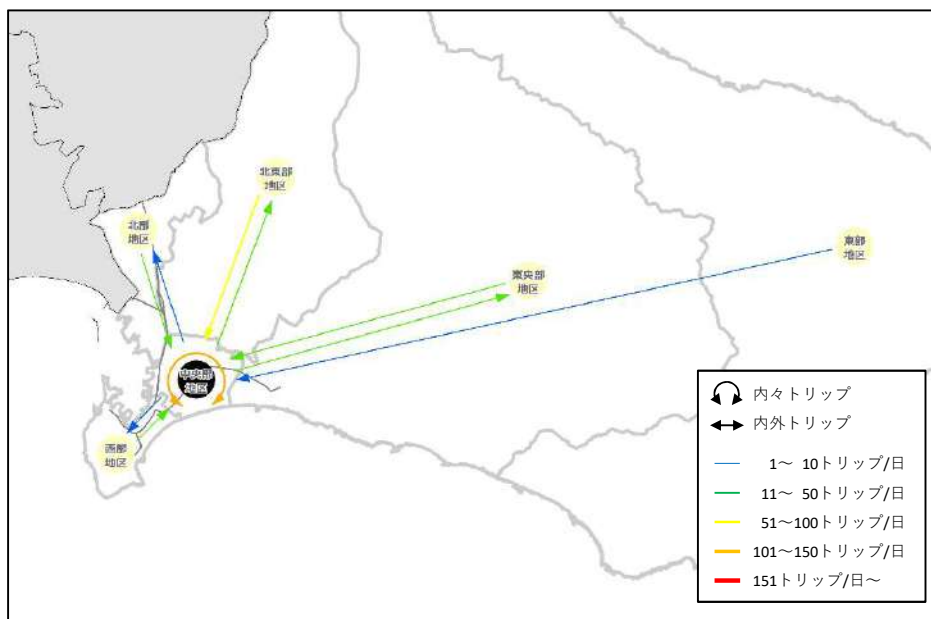 北東部
地区
北部
地区
東部
地区
東央部
地区
中央部
地区
西部
地区
内々トリップ
内外トリップ
1～ 10トリップ/日
11～ 50トリップ/日
51～100トリップ/日
101～150トリップ/日
151トリップ/日～